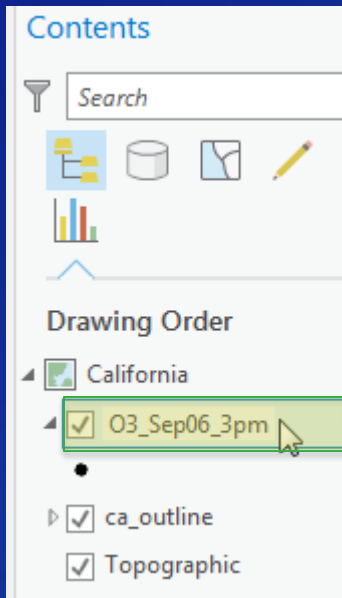 Contents
Search
Drawing Order
California
O3_Sep06_3pm
ca_outline
Topographic